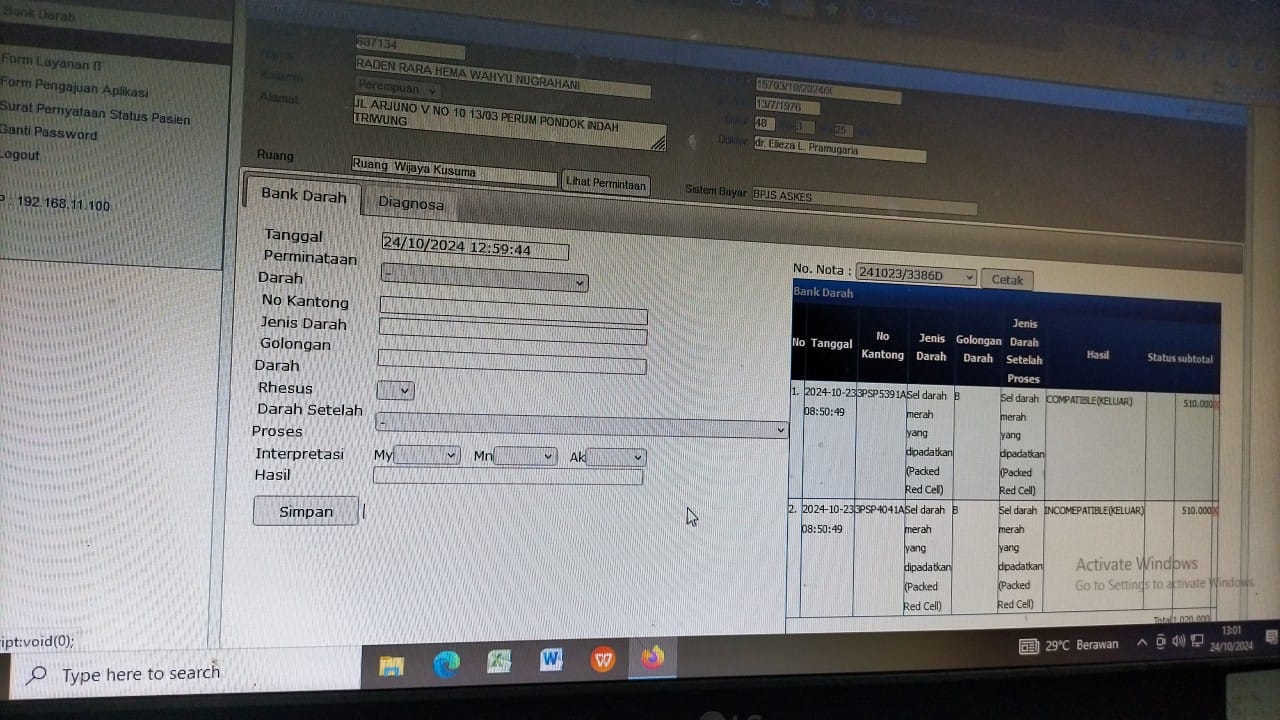 Bank Darah
Form Layanan IT
Form Pengajuan Aplikasi
Surat Pernyataan Status Pasien
Ganti Password
Logout
192.168.11.100
687134
RADEN RARA HEMA WAHYU NUGRAHANI
Perempuan
Alamat
JL ARJUNO V NO 10 13/03 PERUM PONDOK INDAH
TRIWUNG
Ruang
Ruang Wijaya Kusuma
Lihat Permintaan
15703/10/2024/X
13/7/1976
48 3 25
Dokter dr. Elieza L. Pramugaria
Sistem Bayar BPJS ASKES
Bank Darah
Diagnosa
Tanggal
24/10/2024 12:59:44
Perminataan
Darah
-
No Kantong
Jenis Darah
Golongan
Darah
Rhesus
Darah Setelah
Proses
-
Interpretasi
My
Mn
Ak
Hasil
Simpan
No. Nota : 241023/3386D
Cetak
Bank Darah
No Tanggal No Kantong Jenis Darah Golongan Darah Jenis Darah Setelah Proses Hasil Status subtotal
1. 2024-10-23 3PSP5391A Sel darah B Sel darah COMPATIBLE(KELUAR) 510.000 X
08:50:49 merah merah
yang yang
dipadatkan dipadatkan
(Packed (Packed
Red Cell) Red Cell)
2. 2024-10-23 3PSP4041A Sel darah B Sel darah INCOMEPATIBLE(KELUAR) 510.000 X
08:50:49 merah merah
yang yang
dipadatkan dipadatkan
(Packed (Packed
Red Cell) Red Cell)
Total 1.020.000
Activate Windows
Go to Settings to activate Windows.
ipt:void(0);
Type here to search
29°C Berawan
13:01
24/10/2024